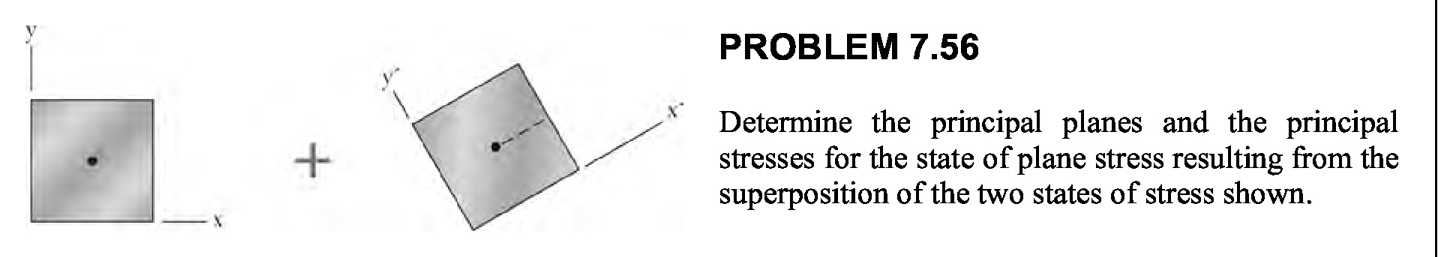 y
x
+
y'
x'
PROBLEM 7.56
Determine the principal planes and the principal
stresses for the state of plane stress resulting from the
superposition of the two states of stress shown.